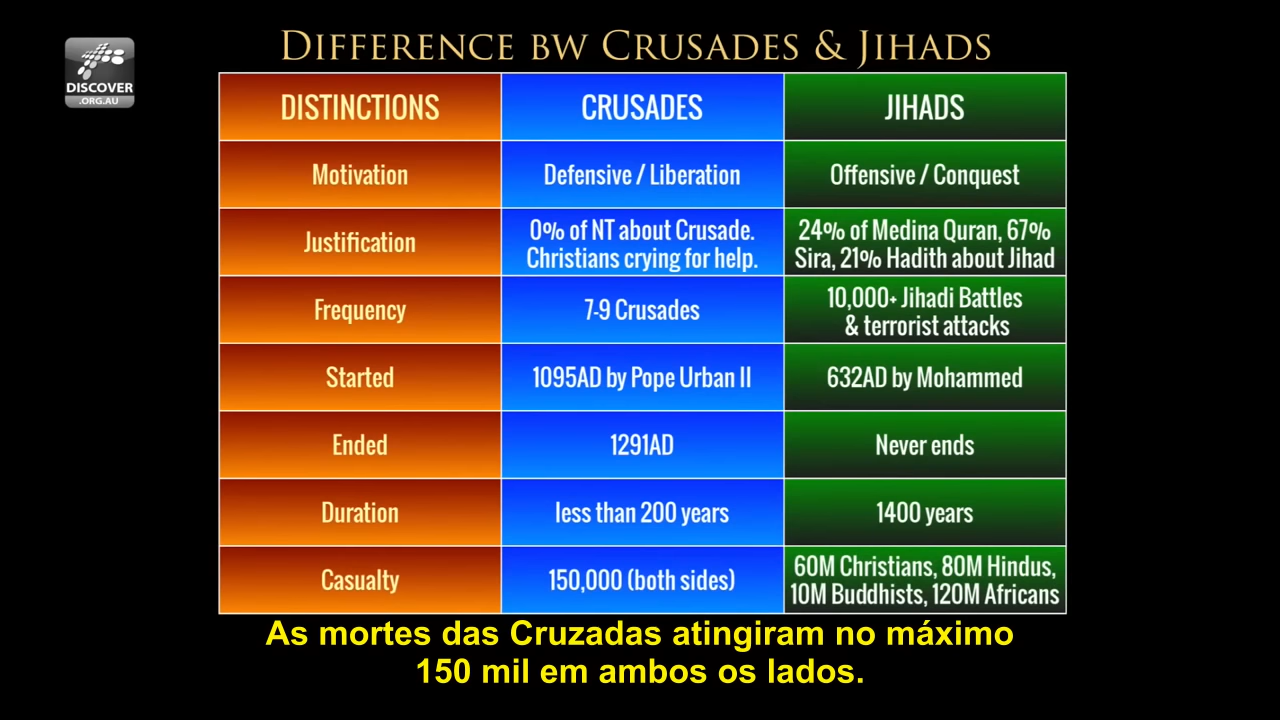 DIFFERENCE BW CRUSADES & JIHADS
DISCOVER
.ORG.AU
DISTINCTIONS CRUSADES JIHADS
Motivation Defensive / Liberation Offensive / Conquest
Justification 0% of NT about Crusade. Christians crying for help. 24% of Medina Quran, 67% Sira, 21% Hadith about Jihad
Frequency 7-9 Crusades 10,000+ Jihadi Battles & terrorist attacks
Started 1095AD by Pope Urban II 632AD by Mohammed
Ended 1291AD Never ends
Duration less than 200 years 1400 years
Casualty 150,000 (both sides) 60M Christians, 80M Hindus, 10M Buddhists, 120M Africans
As mortes das Cruzadas atingiram no máximo
150 mil em ambos os lados.